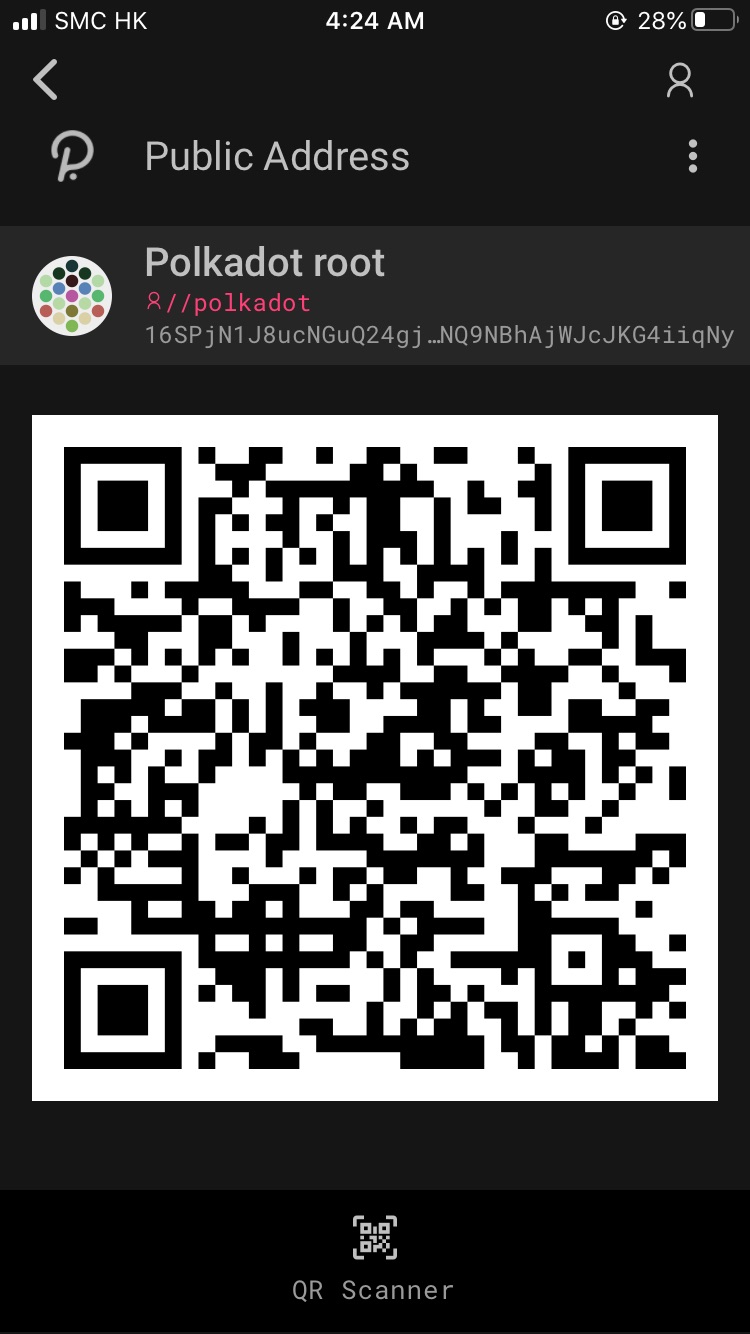 SMC HK 4:24 AM 28%
Public Address
Polkadot root
//polkadot
16SPjN1J8ucNGuQ24gj…NQ9NBhAjWJcJKG4iiqNy
QR Scanner